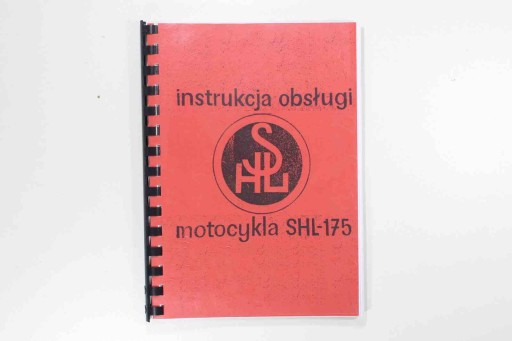 instrukcja obsługi
SHL
motocykla SHL-175